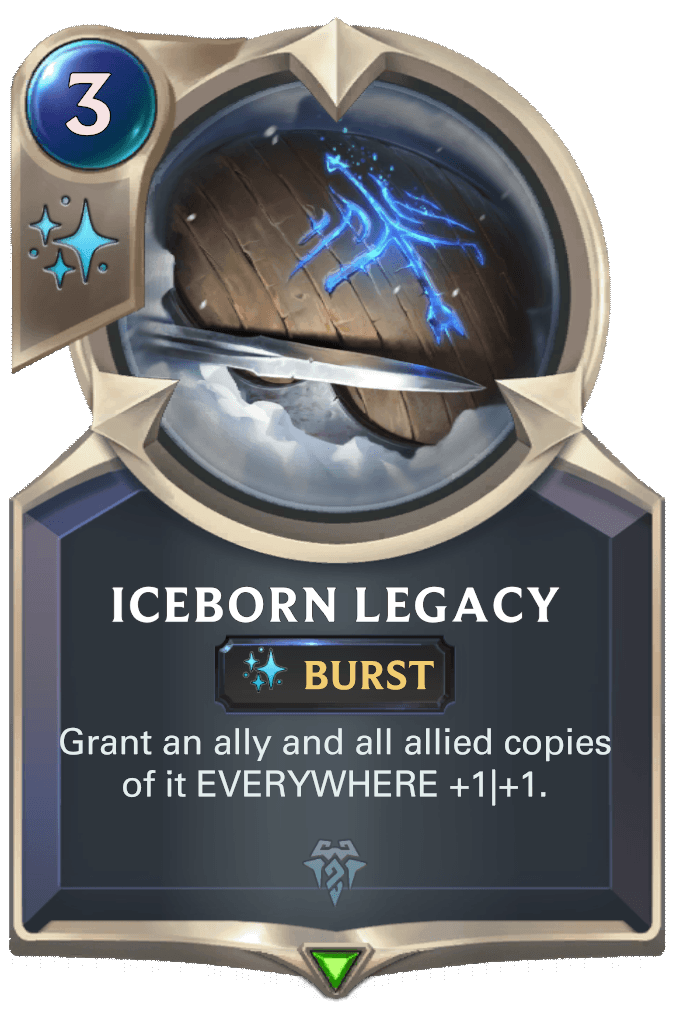 3
ICEBORN LEGACY
BURST
Grant an ally and all allied copies
of it EVERYWHERE +1|+1.